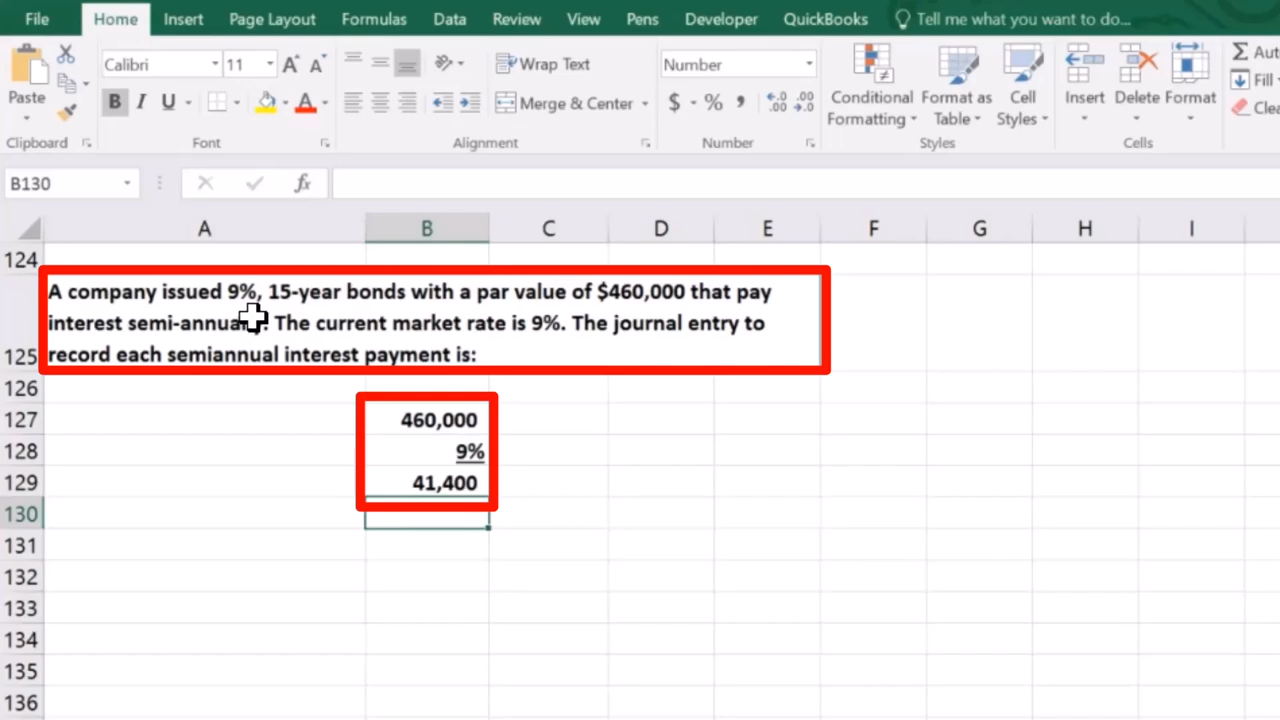 File Home Insert Page Layout Formulas Data Review View Pens Developer QuickBooks Tell me what you want to do...
Calibri 11 A A Wrap Text Number
Paste B I U A Merge & Center $ % , Conditional Formatting Format as Table Cell Styles Insert Delete Format Fill
Clipboard Font Alignment Number Styles Cells
B130 fx
A B C D E F G H I
124
A company issued 9%, 15-year bonds with a par value of $460,000 that pay
interest The current market rate is 9%. The journal entry to
125 record each semiannual interest payment is:
126
127 460,000
128 9%
129 41,400
130
131
132
133
134
135
136